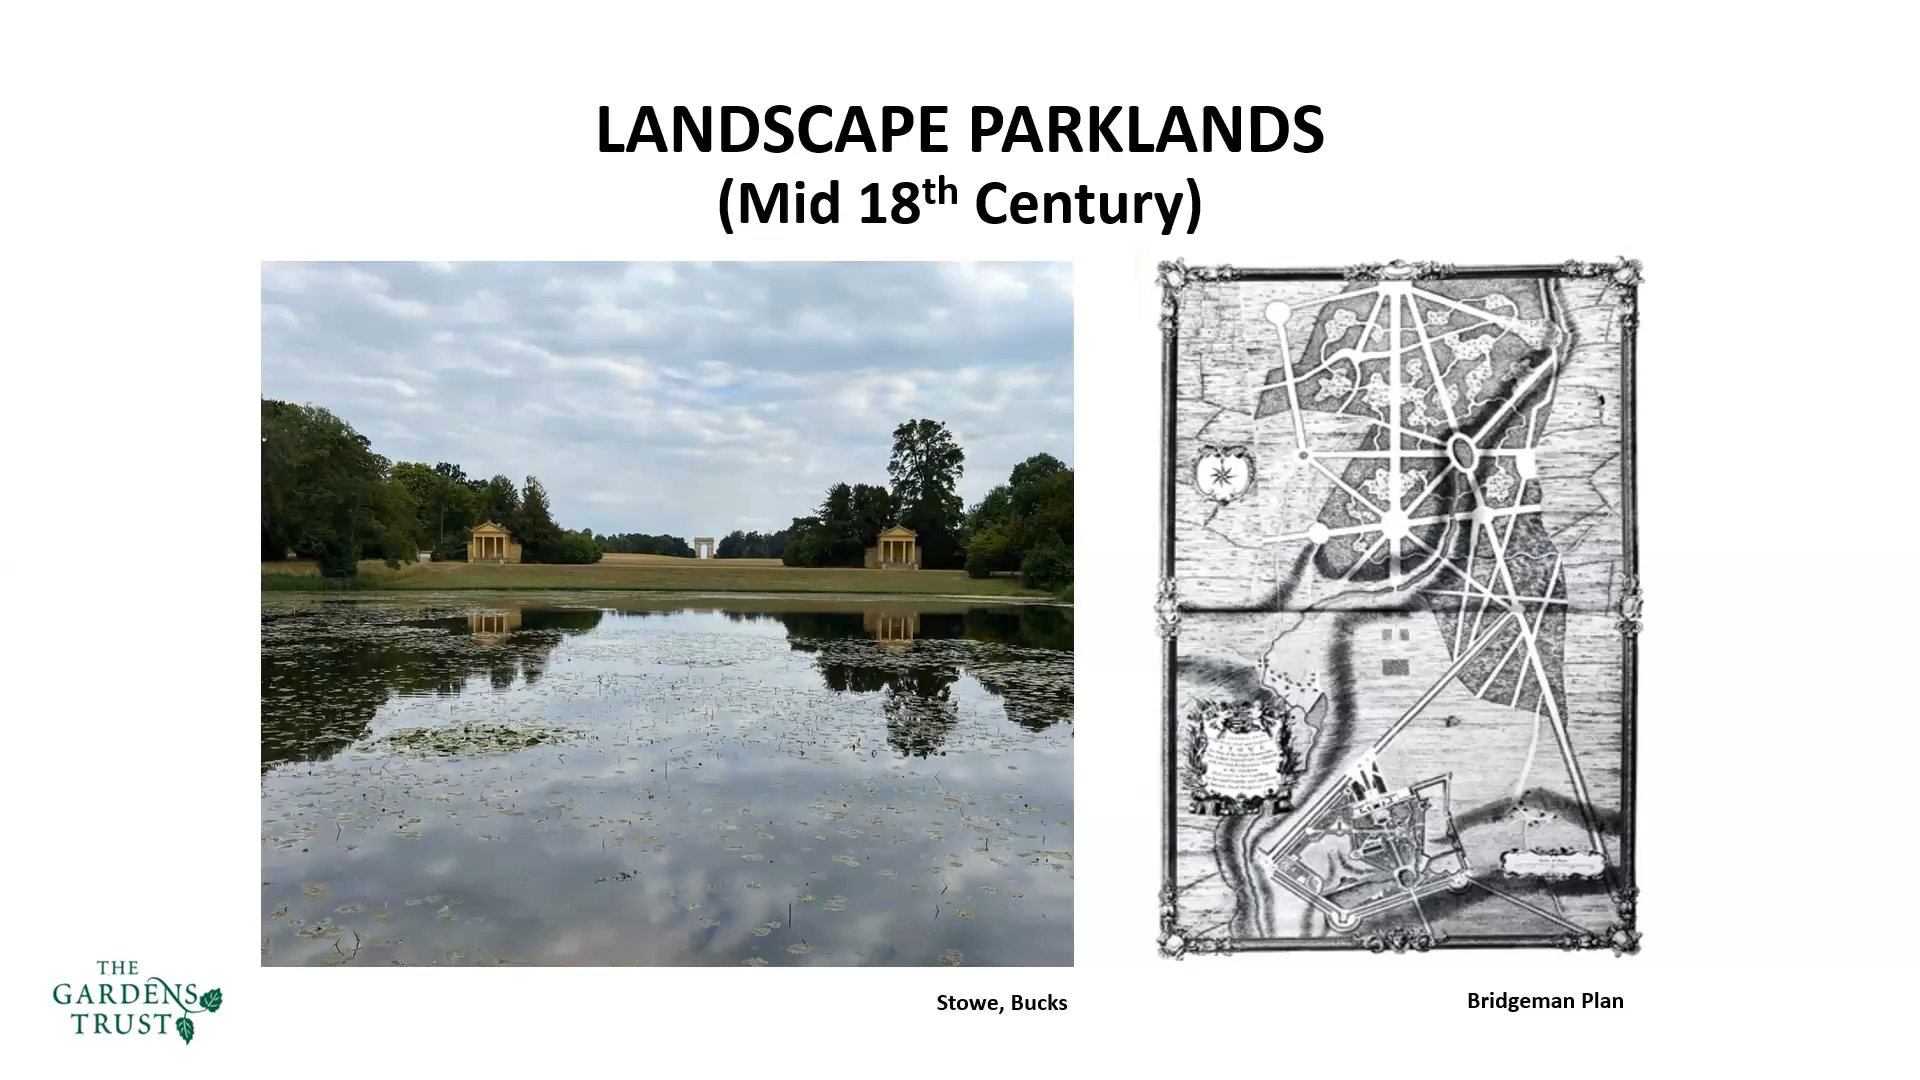 LANDSCAPE PARKLANDS
(Mid 18th Century)
Stowe, Bucks
Bridgeman Plan
THE
GARDENS
TRUST